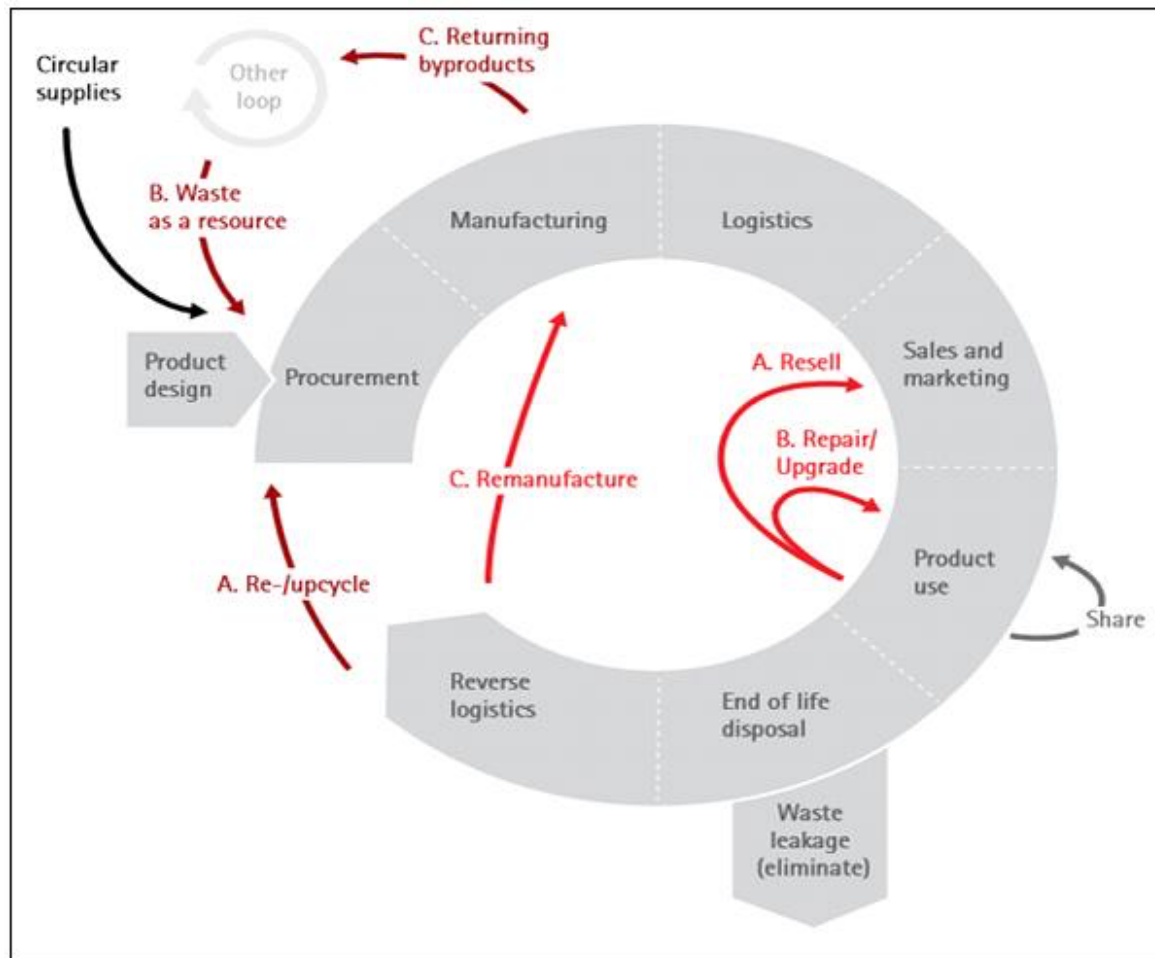 Circular
supplies
Other
loop
C. Returning
byproducts
B. Waste
as a resource
Manufacturing
Logistics
Product
design
Procurement
A. Resell
Sales and
marketing
B. Repair/
Upgrade
C. Remanufacture
Product
use
A. Re-/upcycle
Share
Reverse
logistics
End of life
disposal
Waste
leakage
(eliminate)